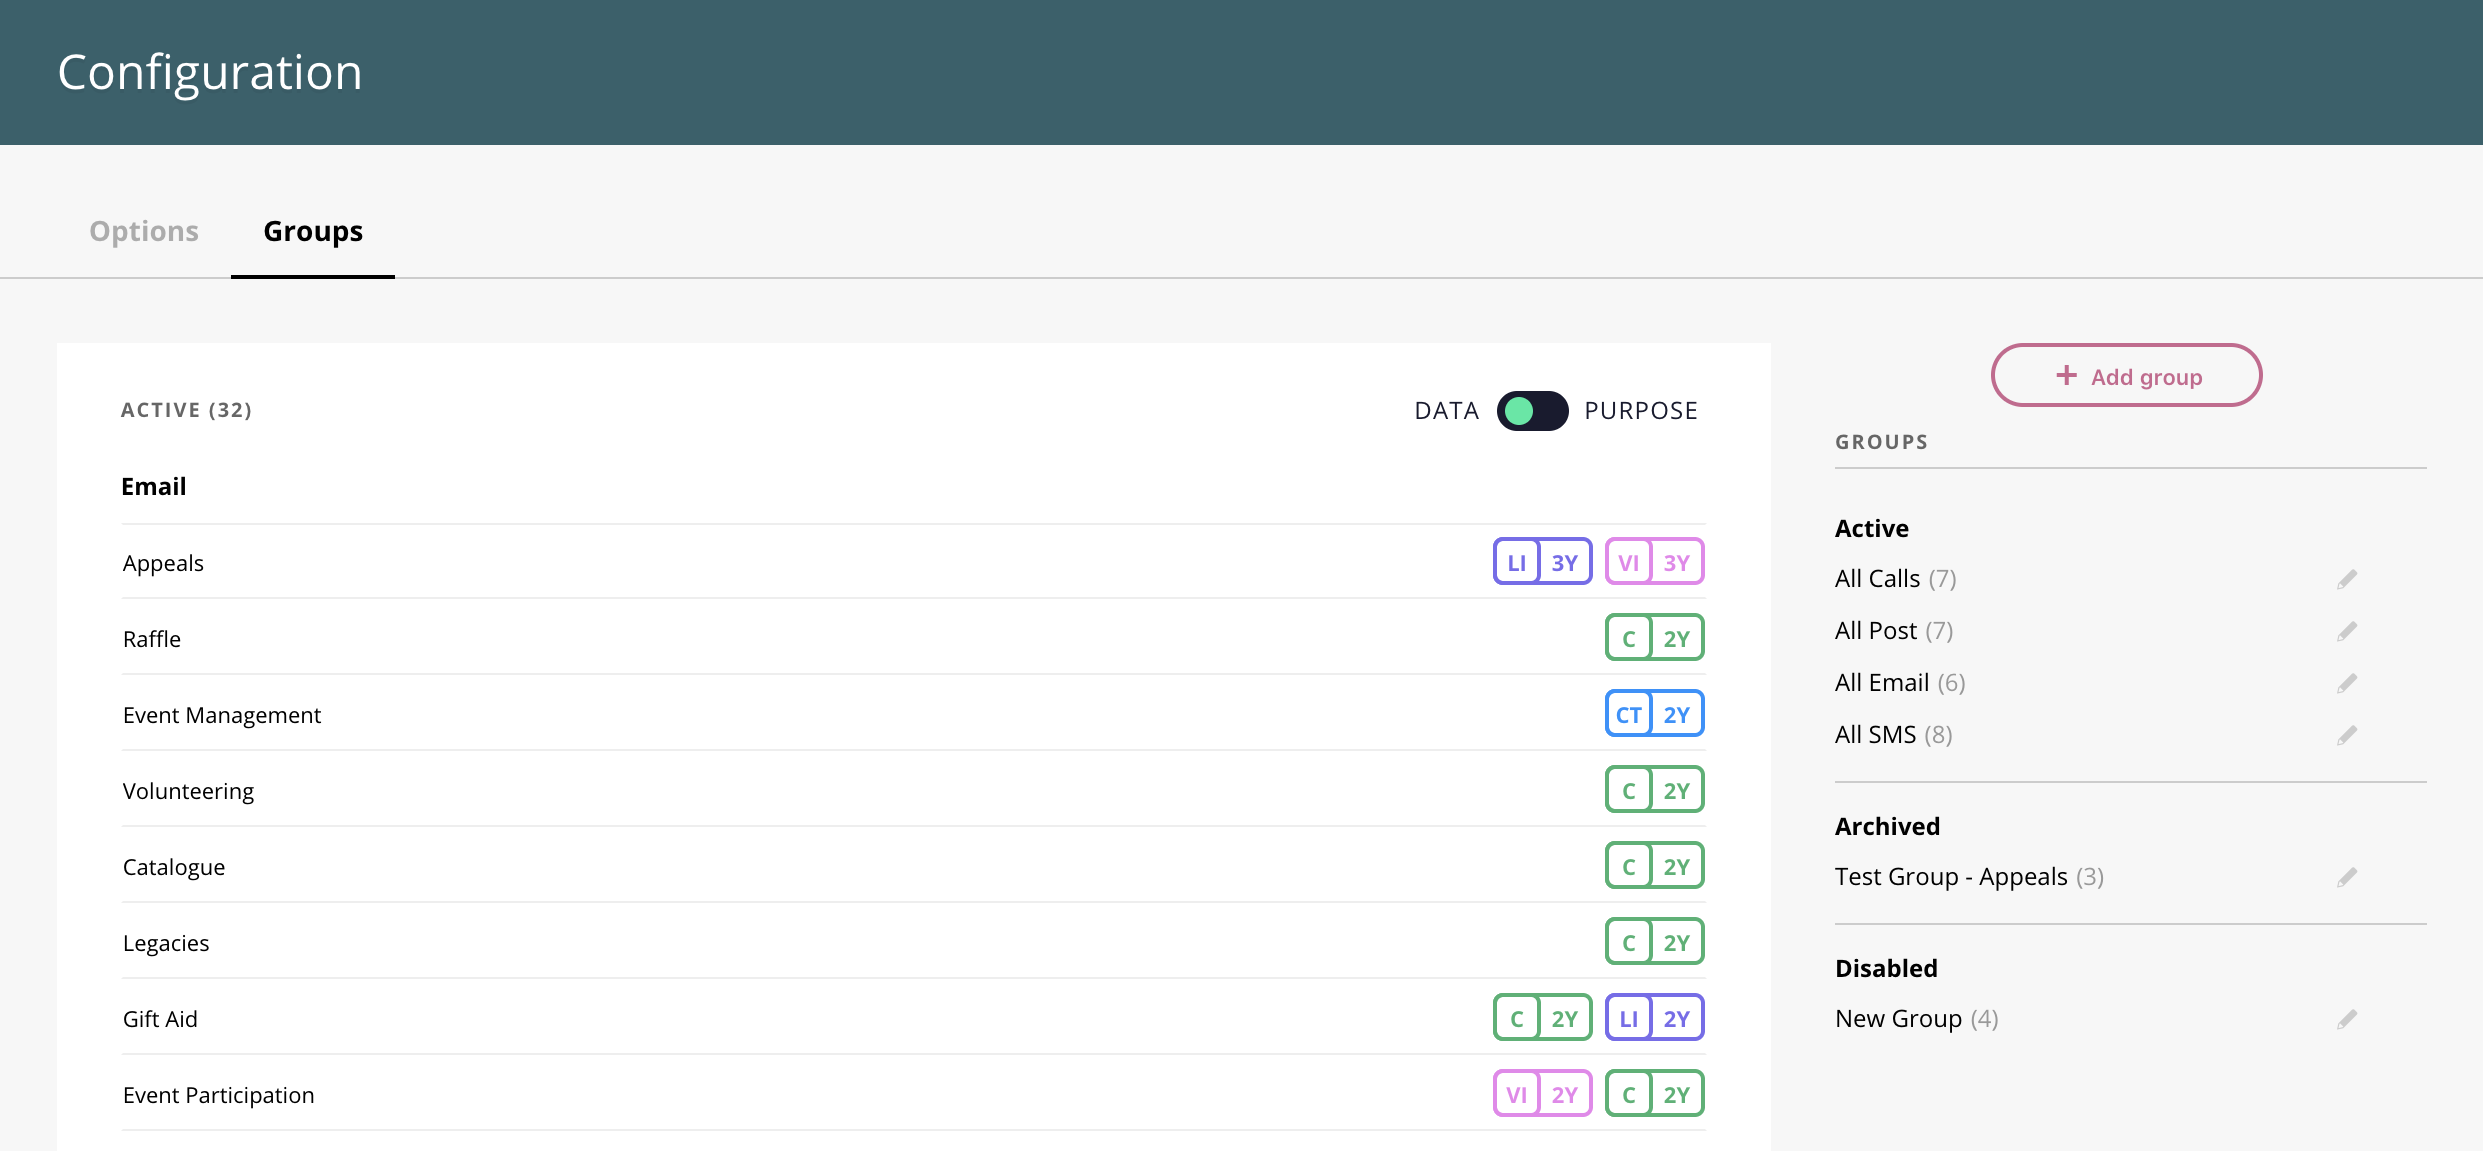 Configuration
Options Groups
ACTIVE (32) DATA PURPOSE
Email
Appeals LI 3Y VI 3Y
Raffle C 2Y
Event Management CT 2Y
Volunteering C 2Y
Catalogue C 2Y
Legacies C 2Y
Gift Aid C 2Y LI 2Y
Event Participation VI 2Y C 2Y
+ Add group
GROUPS
Active
All Calls (7)
All Post (7)
All Email (6)
All SMS (8)
Archived
Test Group - Appeals (3)
Disabled
New Group (4)